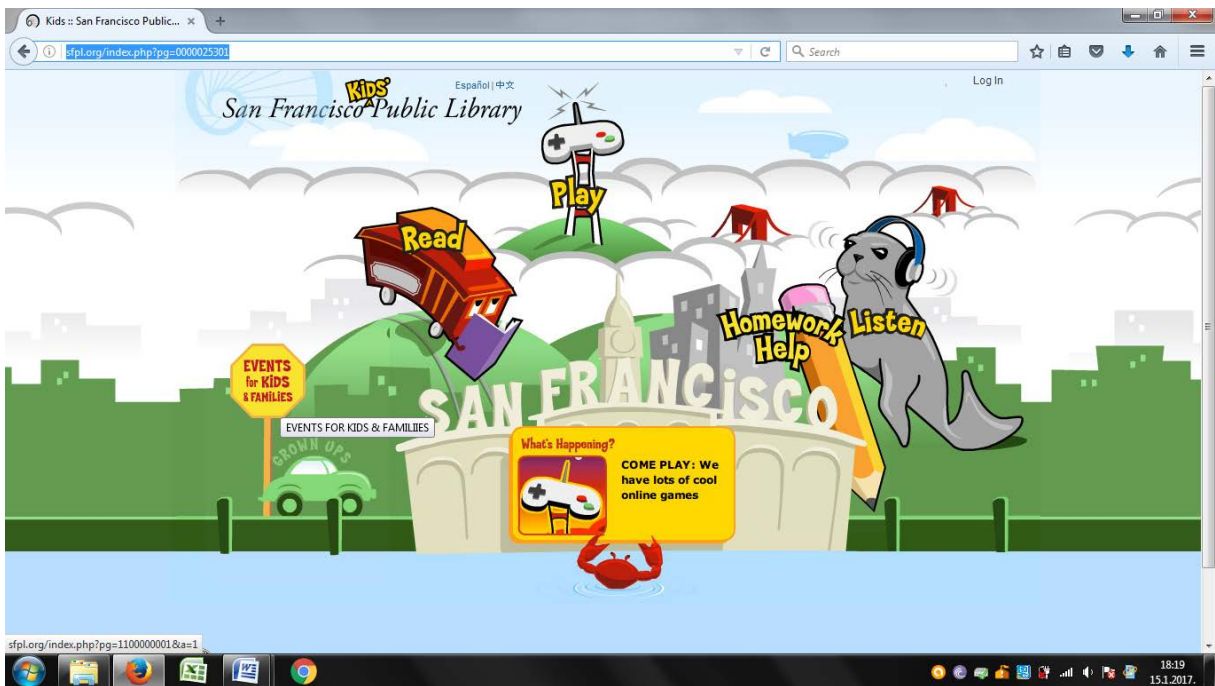 Kids :: San Francisco Public...
sfpl.org/index.php?pg=0000025301
Search
Español | 中文
Log In
KIDS'
San Francisco Public Library
Play
Read
Homework Help
Listen
EVENTS
for KIDS
& FAMILIES
EVENTS FOR KIDS & FAMILIIES
GROWN UPS
SAN FRANCiSCO
What's Happening?
COME PLAY: We
have lots of cool
online games
sfpl.org/index.php?pg=1100000001&a=1
18:19
15.1.2017.